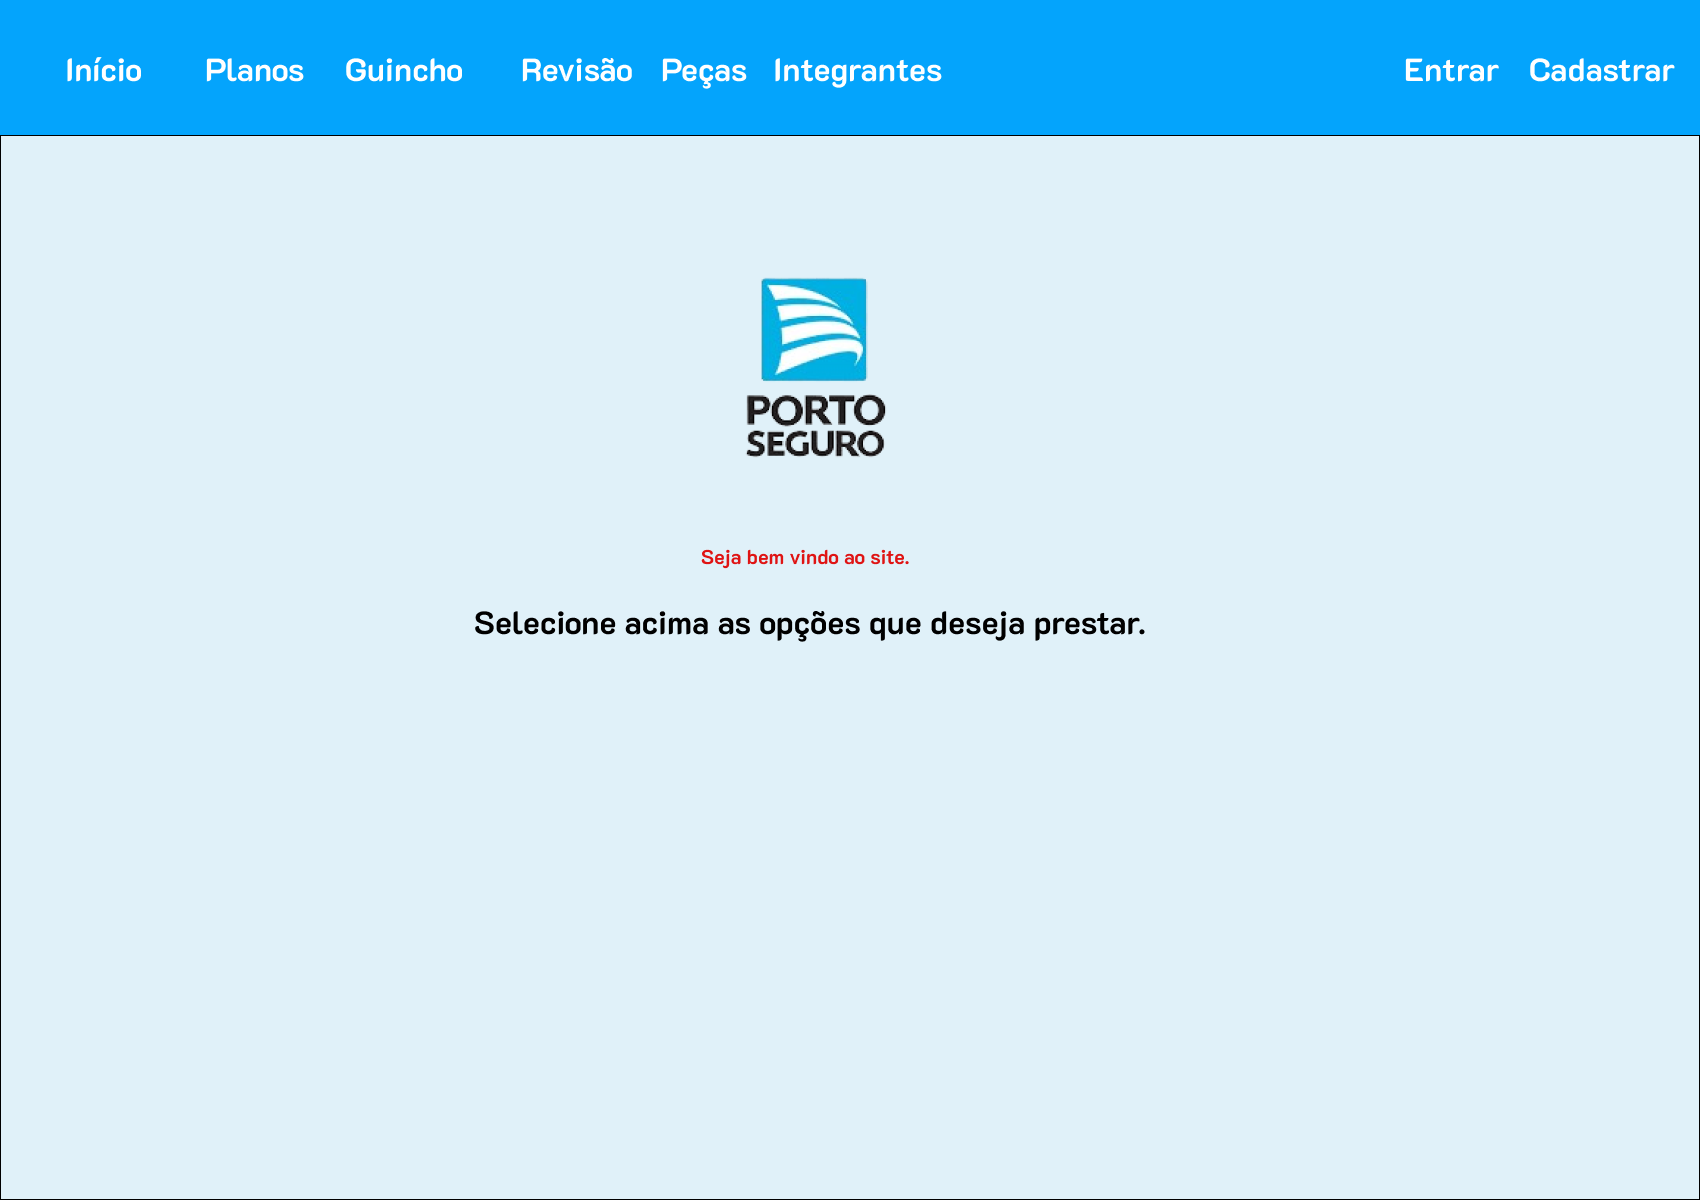 Início Planos Guincho Revisão Peças Integrantes Entrar Cadastrar
PORTO
SEGURO
Seja bem vindo ao site.
Selecione acima as opções que deseja prestar.